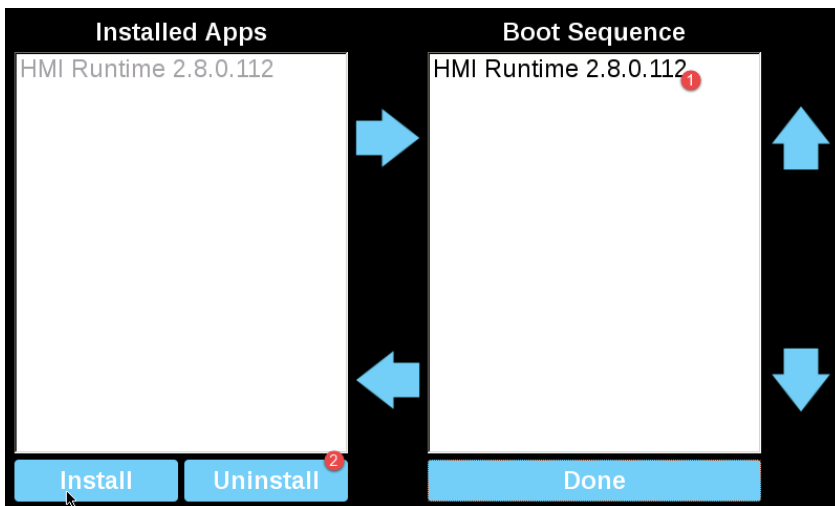 Installed Apps
HMI Runtime 2.8.0.112
Boot Sequence
HMI Runtime 2.8.0.112
1
2
Install
Uninstall
Done